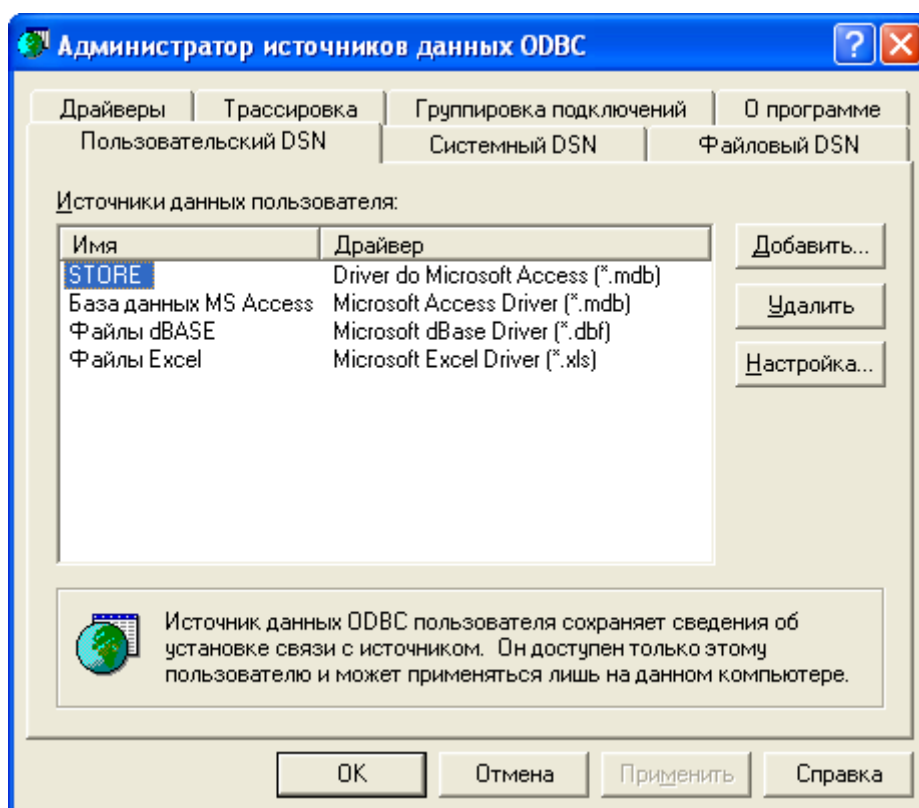 Администратор источников данных ODBC
Драйверы Трассировка Группировка подключений О программе
Пользовательский DSN Системный DSN Файловый DSN
Источники данных пользователя:
Имя Драйвер
STORE Driver do Microsoft Access (*.mdb)
База данных MS Access Microsoft Access Driver (*.mdb)
Файлы dBASE Microsoft dBase Driver (*.dbf)
Файлы Excel Microsoft Excel Driver (*.xls)
Добавить...
Удалить
Настройка...
Источник данных ODBC пользователя сохраняет сведения об
установке связи с источником. Он доступен только этому
пользователю и может применяться лишь на данном компьютере.
OK Отмена Применить Справка